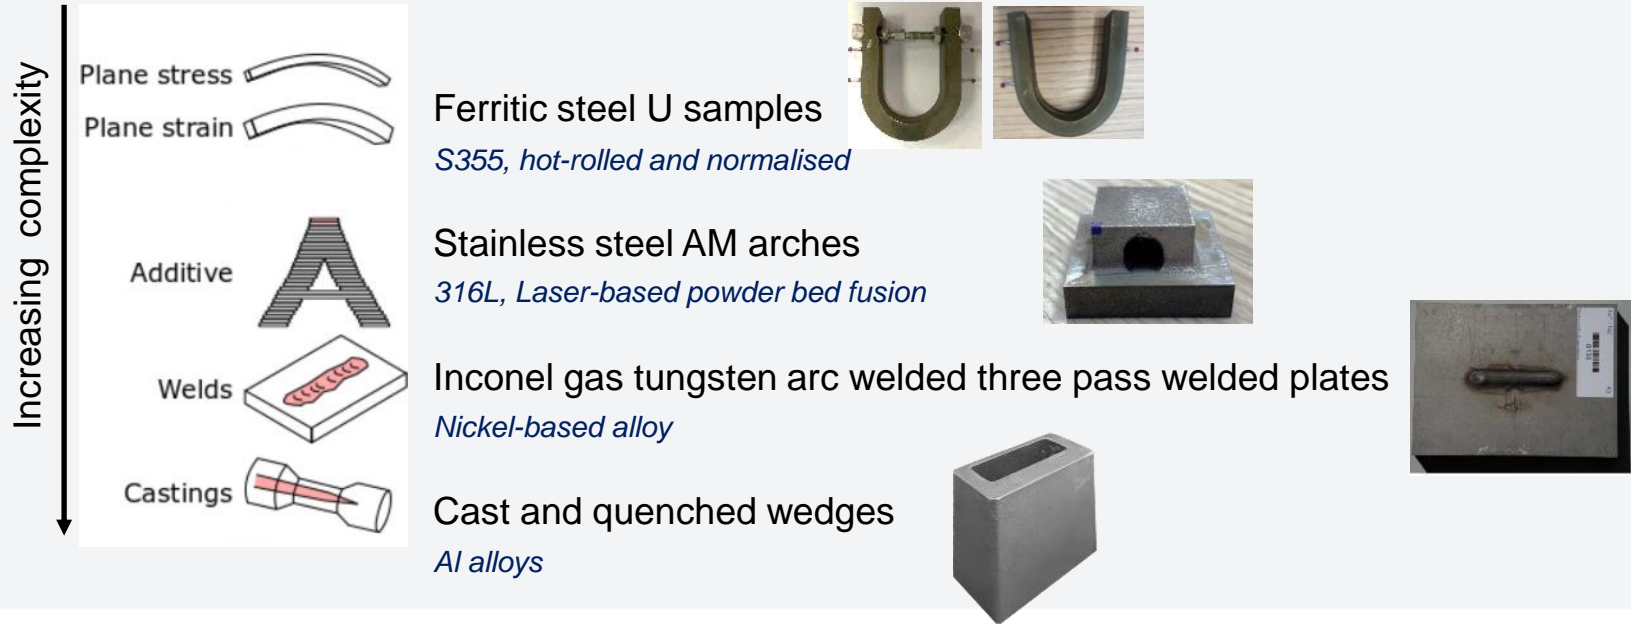 Increasing complexity
Plane stress
Plane strain
Ferritic steel U samples
S355, hot-rolled and normalised
Additive
Stainless steel AM arches
316L, Laser-based powder bed fusion
Welds
Inconel gas tungsten arc welded three pass welded plates
Nickel-based alloy
Castings
Cast and quenched wedges
Al alloys